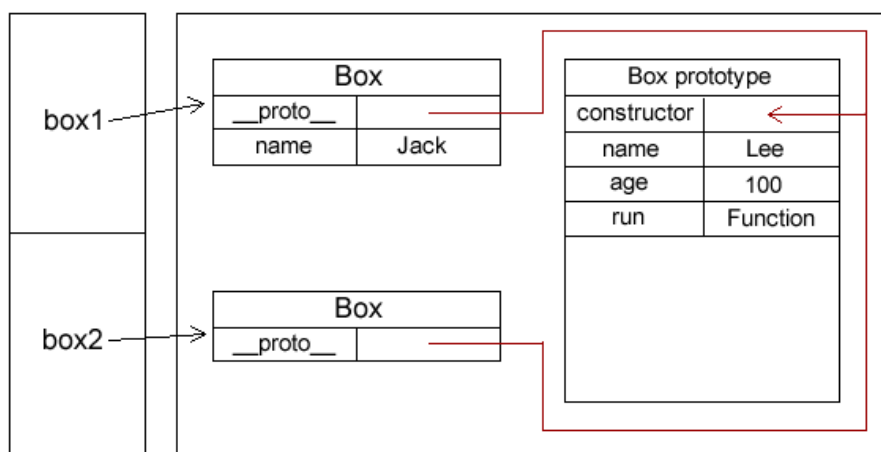 box1
Box
__proto__
name Jack
box2
Box
__proto__
Box prototype
constructor
name Lee
age 100
run Function